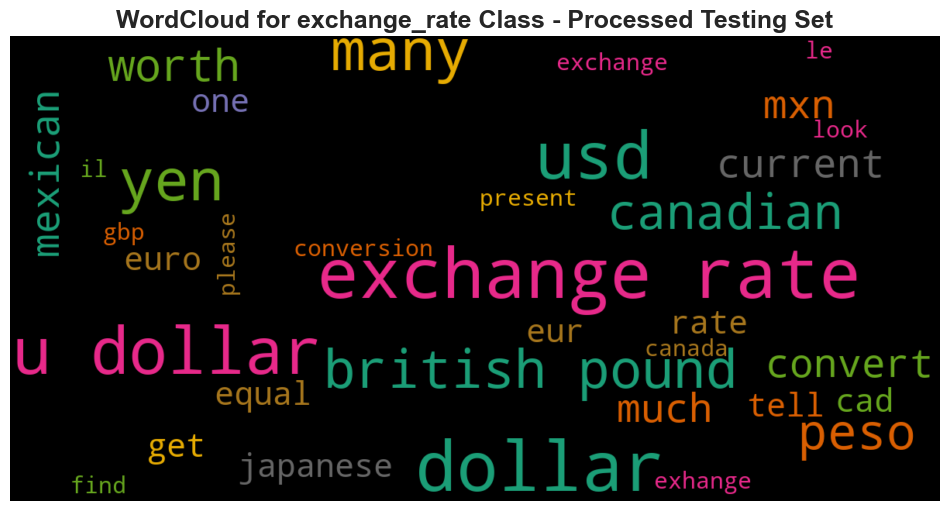 WordCloud for exchange_rate Class - Processed Testing Set
many
worth
exchange
le
one
mxn
look
mexican
usd
current
il
yen
present
canadian
gbp
please
euro
conversion
exchange rate
u dollar
eur
rate
canada
british pound
convert
equal
much
tell
cad
peso
get
japanese
dollar
find
exhange